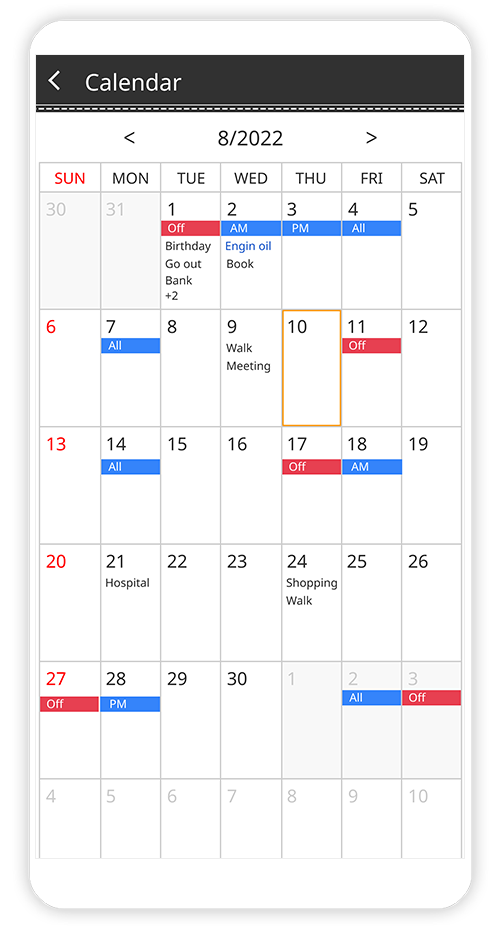 Calendar
< 8/2022 >
SUN MON TUE WED THU FRI SAT
30 31 1 2 3 4 5
Off AM PM All
Birthday Engin oil
Go out Book
Bank
+2
6 7 8 9 10 11 12
All Off
Walk
Meeting
13 14 15 16 17 18 19
All Off AM
20 21 22 23 24 25 26
Hospital Shopping
Walk
27 28 29 30 1 2 3
Off PM All Off
4 5 6 7 8 9 10